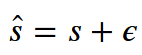 ŝ = s + ϵ